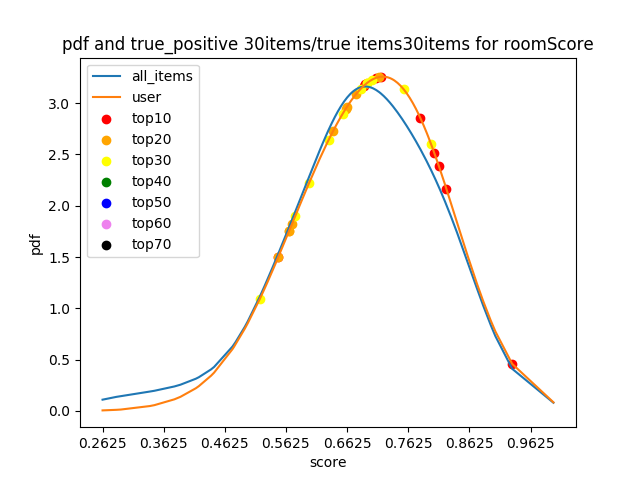 pdf and true_positive 30items/true items30items for roomScore
all_items
user
top10
top20
top30
top40
top50
top60
top70
pdf
3.0
2.5
2.0
1.5
1.0
0.5
0.0
0.2625 0.3625 0.4625 0.5625 0.6625 0.7625 0.8625 0.9625
score